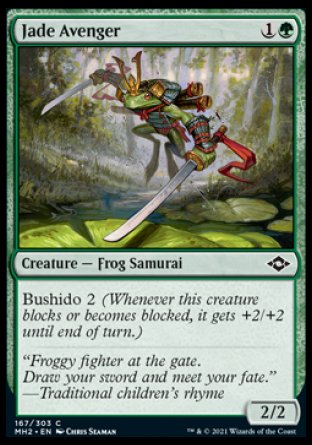 Jade Avenger 1
Creature — Frog Samurai
Bushido 2 (Whenever this creature
blocks or becomes blocked, it gets +2/+2
until end of turn.)
“Froggy fighter at the gate.
Draw your sword and meet your fate.”
—Traditional children’s rhyme
2/2
167/303 C
MH2 • EN Chris Seaman
™ & © 2021 Wizards of the Coast